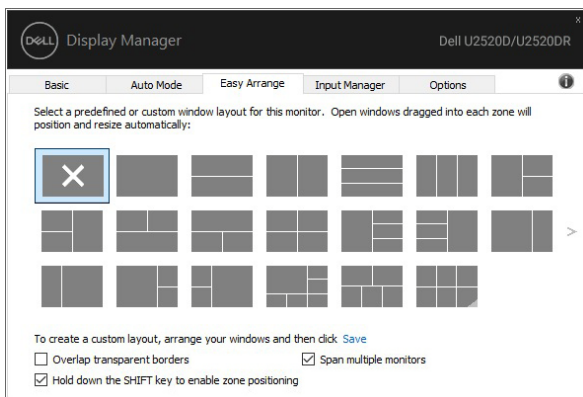 x
DELL Display Manager
Dell U2520D/U2520DR
Basic Auto Mode Easy Arrange Input Manager Options i
Select a predefined or custom window layout for this monitor. Open windows dragged into each zone will
position and resize automatically:
>
To create a custom layout, arrange your windows and then click Save
Overlap transparent borders
Span multiple monitors
Hold down the SHIFT key to enable zone positioning